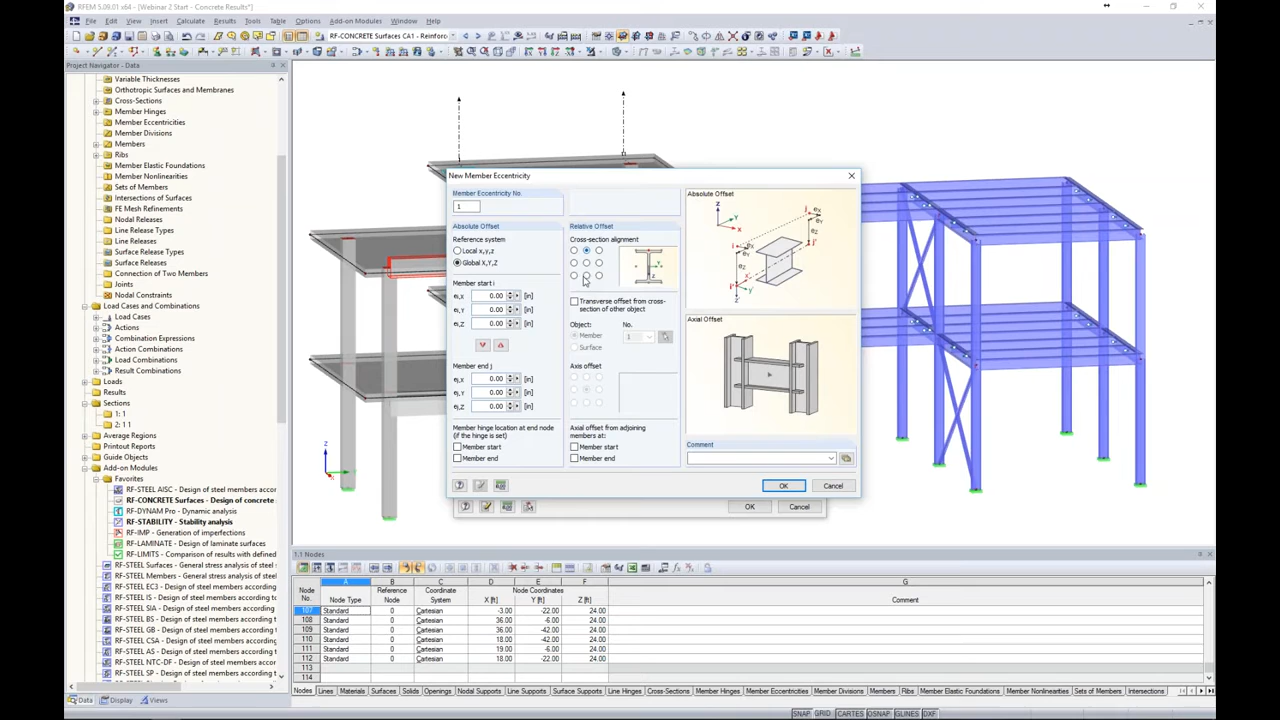 RFEM 5.09.01 x64 - [Webinar 2 Start - Concrete Results*]
File Edit View Insert Calculate Results Tools Table Options Add-on Modules Window Help
RF-CONCRETE Surfaces CA1 - Reinforc
Project Navigator - Data
Variable Thicknesses
Orthotropic Surfaces and Membranes
Cross-Sections
Member Hinges
Member Eccentricities
Member Divisions
Members
Ribs
Member Elastic Foundations
Member Nonlinearities
Sets of Members
Intersections of Surfaces
FE Mesh Refinements
Nodal Releases
Line Release Types
Line Releases
Surface Release Types
Surface Releases
Connection of Two Members
Joints
Nodal Constraints
Load Cases and Combinations
Load Cases
Actions
Combination Expressions
Action Combinations
Load Combinations
Result Combinations
Loads
Results
Sections
1: 1
2: 1 1
Average Regions
Printout Reports
Guide Objects
Add-on Modules
Favorites
RF-STEEL AISC - Design of steel members accor
RF-CONCRETE Surfaces - Design of concrete
RF-DYNAM Pro - Dynamic analysis
RF-STABILITY - Stability analysis
RF-IMP - Generation of imperfections
RF-LAMINATE - Design of laminate surfaces
RF-LIMITS - Comparison of results with defined
RF-STEEL Surfaces - General stress analysis of steel
RF-STEEL Members - General stress analysis of steel
RF-STEEL EC3 - Design of steel members according
RF-STEEL IS - Design of steel members according to
RF-STEEL SIA - Design of steel members according t
RF-STEEL BS - Design of steel members according to
RF-STEEL GB - Design of steel members according t
RF-STEEL CSA - Design of steel members according
RF-STEEL AS - Design of steel members according to
RF-STEEL NTC-DF - Design of steel members accord
RF-STEEL SP - Design of steel members according to
Data Display Views
New Member Eccentricity
Member Eccentricity No.
1
Absolute Offset
Reference system
Local x,y,z
Global X,Y,Z
Member start i
ei,X 0.00 [in]
ei,Y 0.00 [in]
ei,Z 0.00 [in]
Member end j
ej,X 0.00 [in]
ej,Y 0.00 [in]
ej,Z 0.00 [in]
Member hinge location at end node
(if the hinge is set)
Member start
Member end
Relative Offset
Cross-section alignment
Transverse offset from cross-
section of other object
Object: No.
Member 1
Surface
Axis offset
Axial offset from adjoining
members at:
Member start
Member end
Absolute Offset
Axial Offset
Comment
OK Cancel
OK Cancel
1.1 Nodes
A B C D E F G
Node No. Node Type Reference Node Coordinate System Node Coordinates X [ft] Y [ft] Z [ft] Comment
107 Standard 0 Cartesian -3.00 -22.00 24.00
108 Standard 0 Cartesian 36.00 -6.00 24.00
109 Standard 0 Cartesian 36.00 -42.00 24.00
110 Standard 0 Cartesian 18.00 -42.00 24.00
111 Standard 0 Cartesian 19.00 -6.00 24.00
112 Standard 0 Cartesian 18.00 -22.00 24.00
113
114
Nodes Lines Materials Surfaces Solids Openings Nodal Supports Line Supports Surface Supports Line Hinges Cross-Sections Member Hinges Member Eccentricities Member Divisions Members Ribs Member Elastic Foundations Member Nonlinearities Sets of Members Intersections
SNAP GRID CARTES OSNAP GLINES DXF